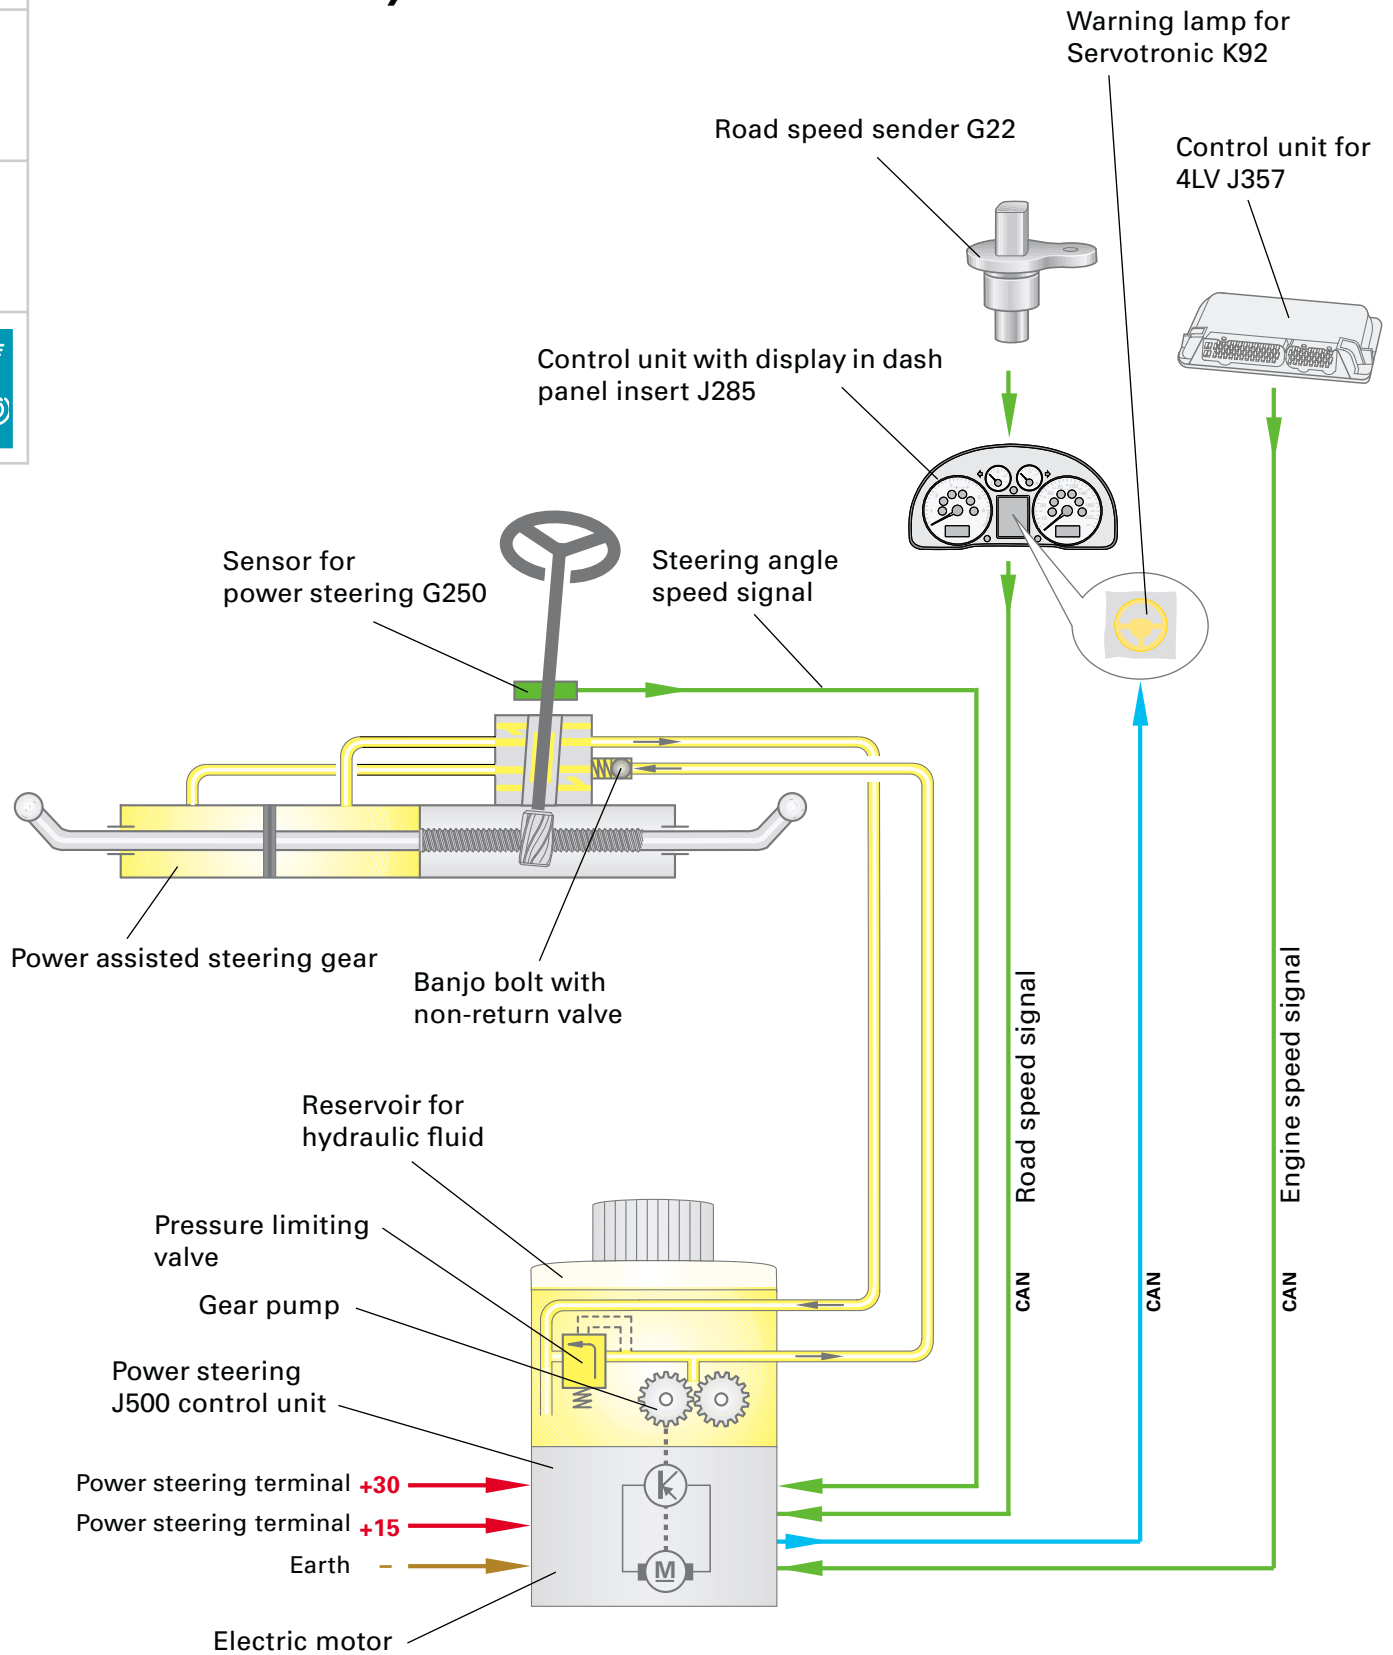 Warning lamp for
Servotronic K92
Road speed sender G22
Control unit for
4LV J357
Control unit with display in dash
panel insert J285
Sensor for
power steering G250
Steering angle
speed signal
Power assisted steering gear
Banjo bolt with
non-return valve
Road speed signal
Engine speed signal
Reservoir for
hydraulic fluid
Pressure limiting
valve
Gear pump
CAN
CAN
CAN
Power steering
J500 control unit
Power steering terminal +30
Power steering terminal +15
Earth –
M
Electric motor